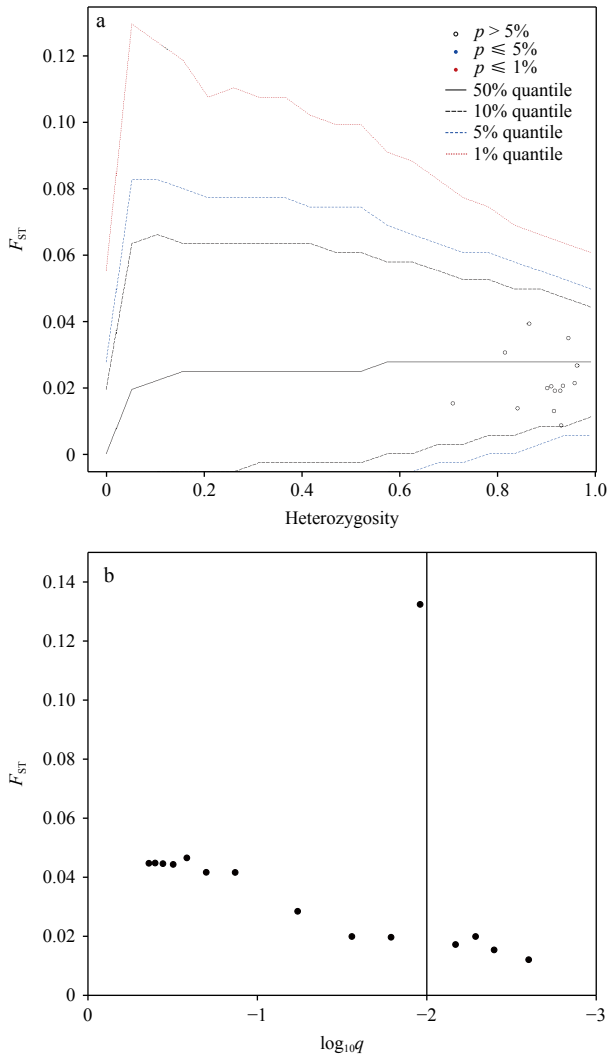 a
p > 5%
p ⩽ 5%
p ⩽ 1%
50% quantile
10% quantile
5% quantile
1% quantile
0.12
0.10
0.08
0.06
0.04
0.02
0
FST
0 0.2 0.4 0.6 0.8 1.0
Heterozygosity
b
0.14
0.12
0.10
0.08
0.06
0.04
0.02
0
FST
0 −1 −2 −3
log10q